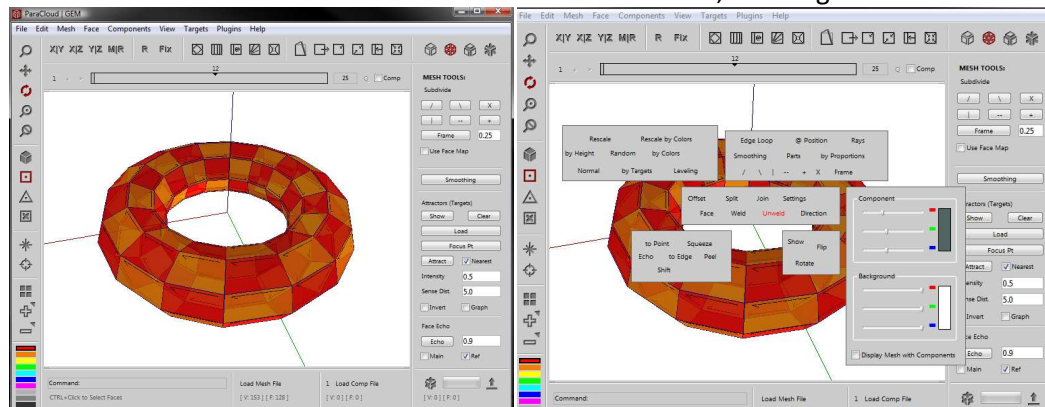 ParaCloud | GEM
File Edit Mesh Face Components View Targets Plugins Help
X|Y X|Z Y|Z M|R R Fix
12
1 25 Q Comp
MESH TOOLS:
Subdivide
/ \ X
| -- +
Frame 0.25
Use Face Map
Smoothing
Attractors (Targets)
Show Clear
Load
Focus Pt
Attract Nearest
Intensity 0.5
Sense Dist. 5.0
Invert Graph
Face Echo
Echo 0.9
Main Ref
Command: Load Mesh File 1 Load Comp File
CTRL+Click to Select Faces [ V: 153 ] [ F: 128 ] [ V: 0 ] [ F: 0 ] [ V: 0 ] [ F: 0 ]
File Edit Mesh Face Components View Targets Plugins Help
X|Y X|Z Y|Z M|R R Fix
12
1 25 Q Comp
MESH TOOLS:
Subdivide
/ \ X
| -- +
Frame 0.25
Use Face Map
Smoothing
Rescale Rescale by Colors
by Height Random by Colors
Normal by Targets Leveling
Edge Loop @ Position Rays
Smoothing Parts by Proportions
/ \ | -- + X Frame
Offset Split Join Settings
Face Weld Unweld Direction
to Point Squeeze
Echo to Edge Peel
Shift
Show Flip
Rotate
Component
Background
Display Mesh with Components
ttractors (Targets)
Show Clear
Load
Focus Pt
Attract Nearest
ensity 0.5
nse Dist. 5.0
Invert Graph
ce Echo
Echo 0.9
Main Ref
Command: Load Mesh File 1 Load Comp File